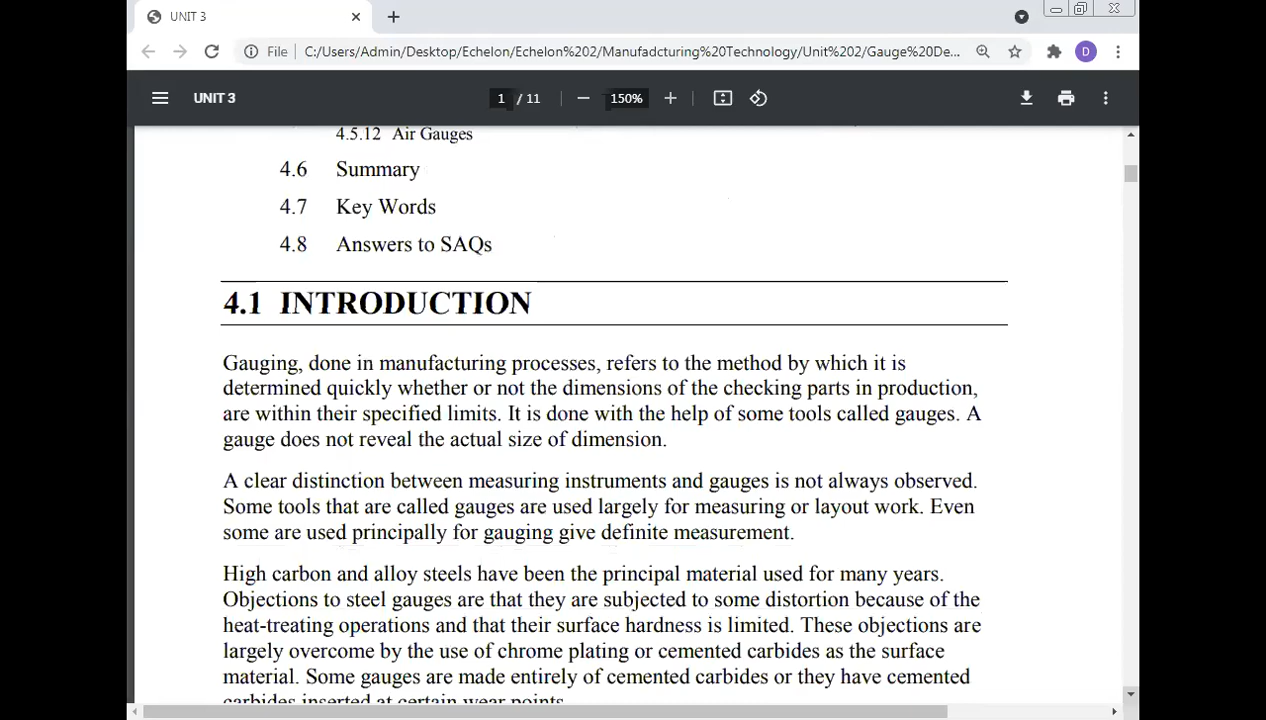 UNIT 3
File C:/Users/Admin/Desktop/Echelon/Echelon%202/Manufadcturing%20Technology/Unit%202/Gauge%20De... D
UNIT 3 1 / 11 150%
4.5.12 Air Gauges
4.6 Summary
4.7 Key Words
4.8 Answers to SAQs
4.1 INTRODUCTION
Gauging, done in manufacturing processes, refers to the method by which it is
determined quickly whether or not the dimensions of the checking parts in production,
are within their specified limits. It is done with the help of some tools called gauges. A
gauge does not reveal the actual size of dimension.
A clear distinction between measuring instruments and gauges is not always observed.
Some tools that are called gauges are used largely for measuring or layout work. Even
some are used principally for gauging give definite measurement.
High carbon and alloy steels have been the principal material used for many years.
Objections to steel gauges are that they are subjected to some distortion because of the
heat-treating operations and that their surface hardness is limited. These objections are
largely overcome by the use of chrome plating or cemented carbides as the surface
material. Some gauges are made entirely of cemented carbides or they have cemented
carbides inserted at certain wear points.